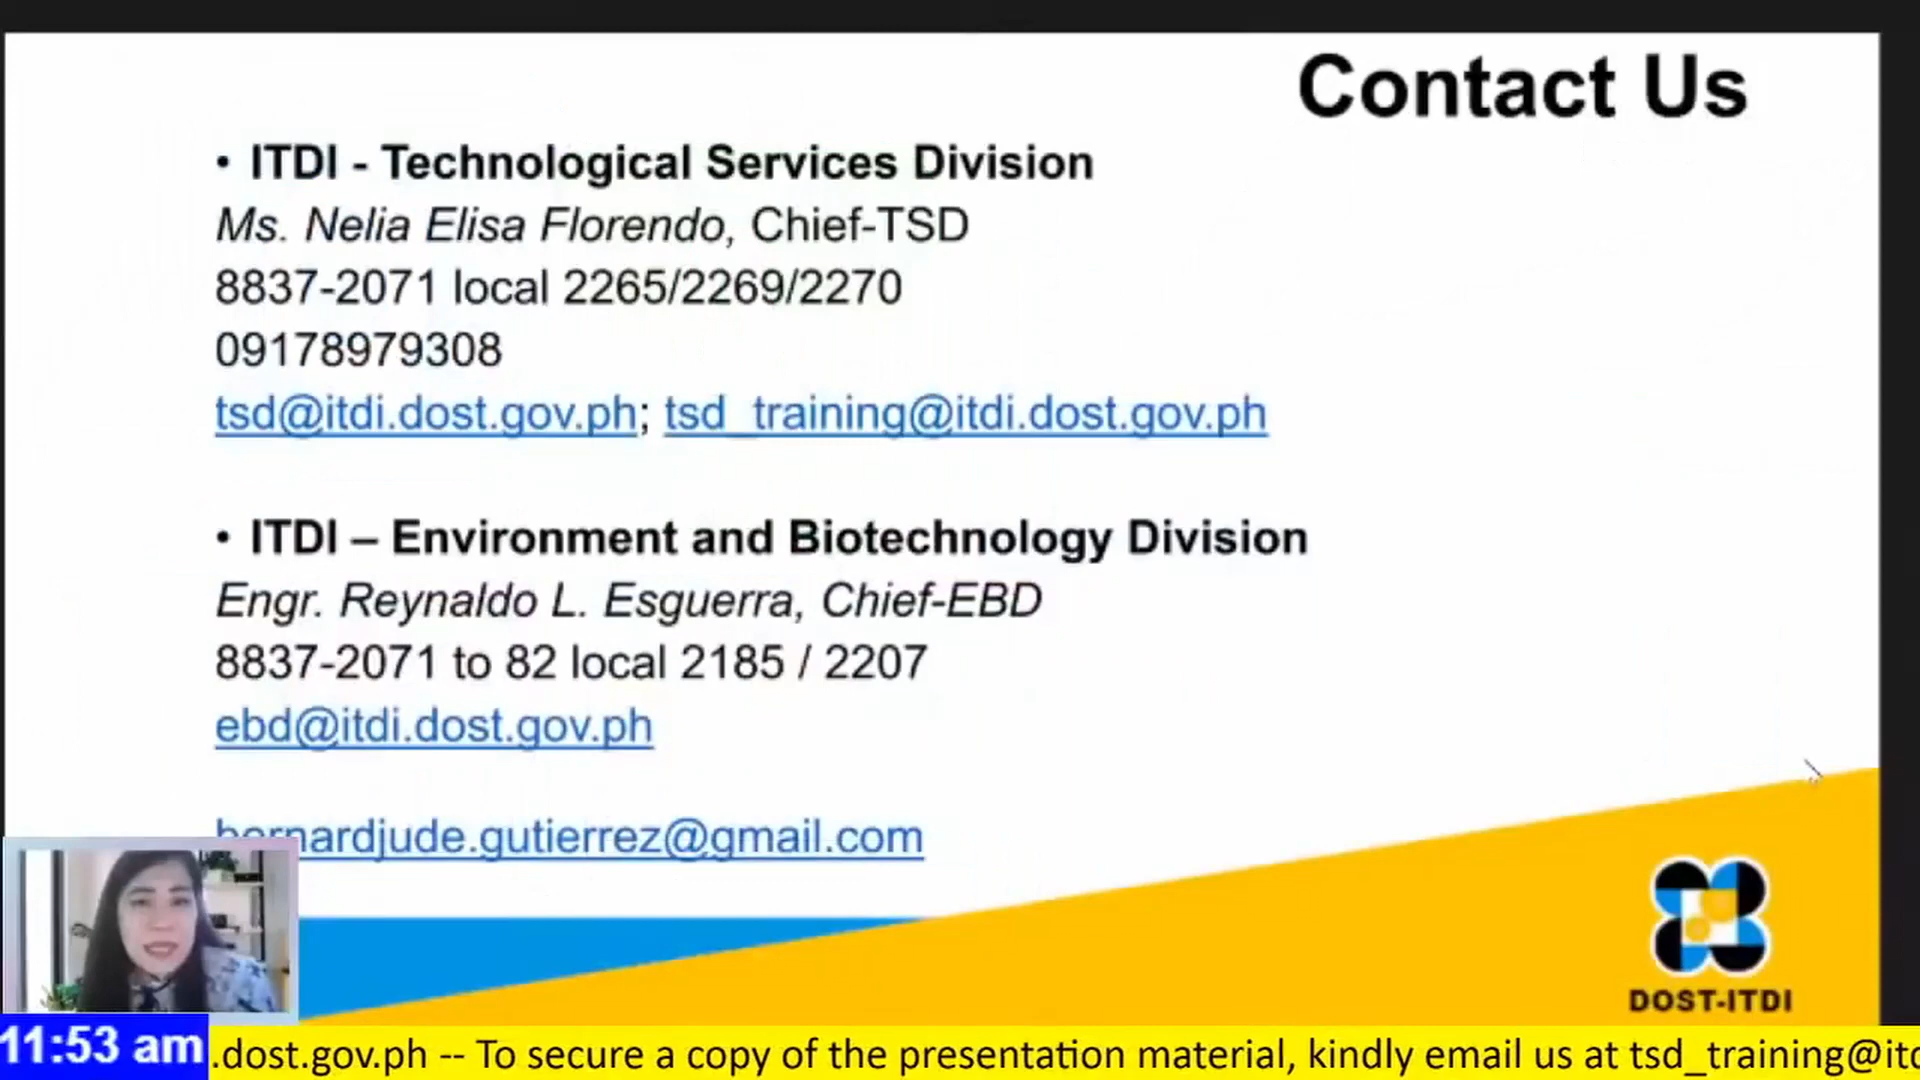 Contact Us
• ITDI - Technological Services Division
Ms. Nelia Elisa Florendo, Chief-TSD
8837-2071 local 2265/2269/2270
09178979308
tsd@itdi.dost.gov.ph; tsd_training@itdi.dost.gov.ph
• ITDI – Environment and Biotechnology Division
Engr. Reynaldo L. Esguerra, Chief-EBD
8837-2071 to 82 local 2185 / 2207
ebd@itdi.dost.gov.ph
bernardjude.gutierrez@gmail.com
DOST-ITDI
11:53 am
.dost.gov.ph -- To secure a copy of the presentation material, kindly email us at tsd_training@itd